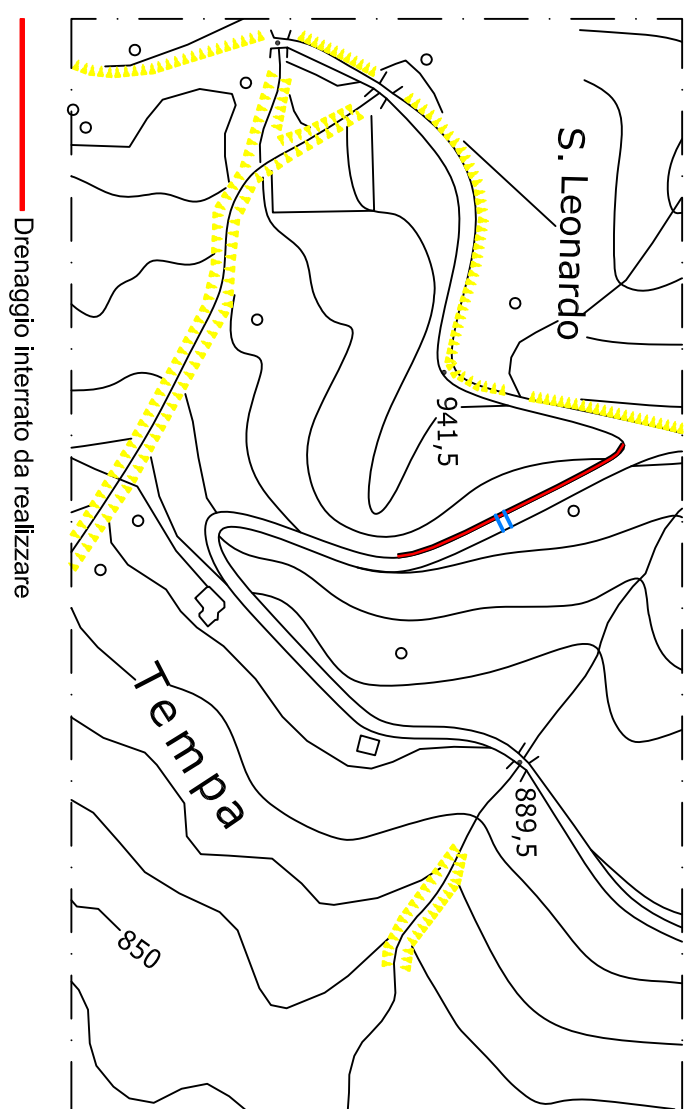 S. Leonardo
941,5
Drenaggio interrato da realizzare
Tempa
889,5
850